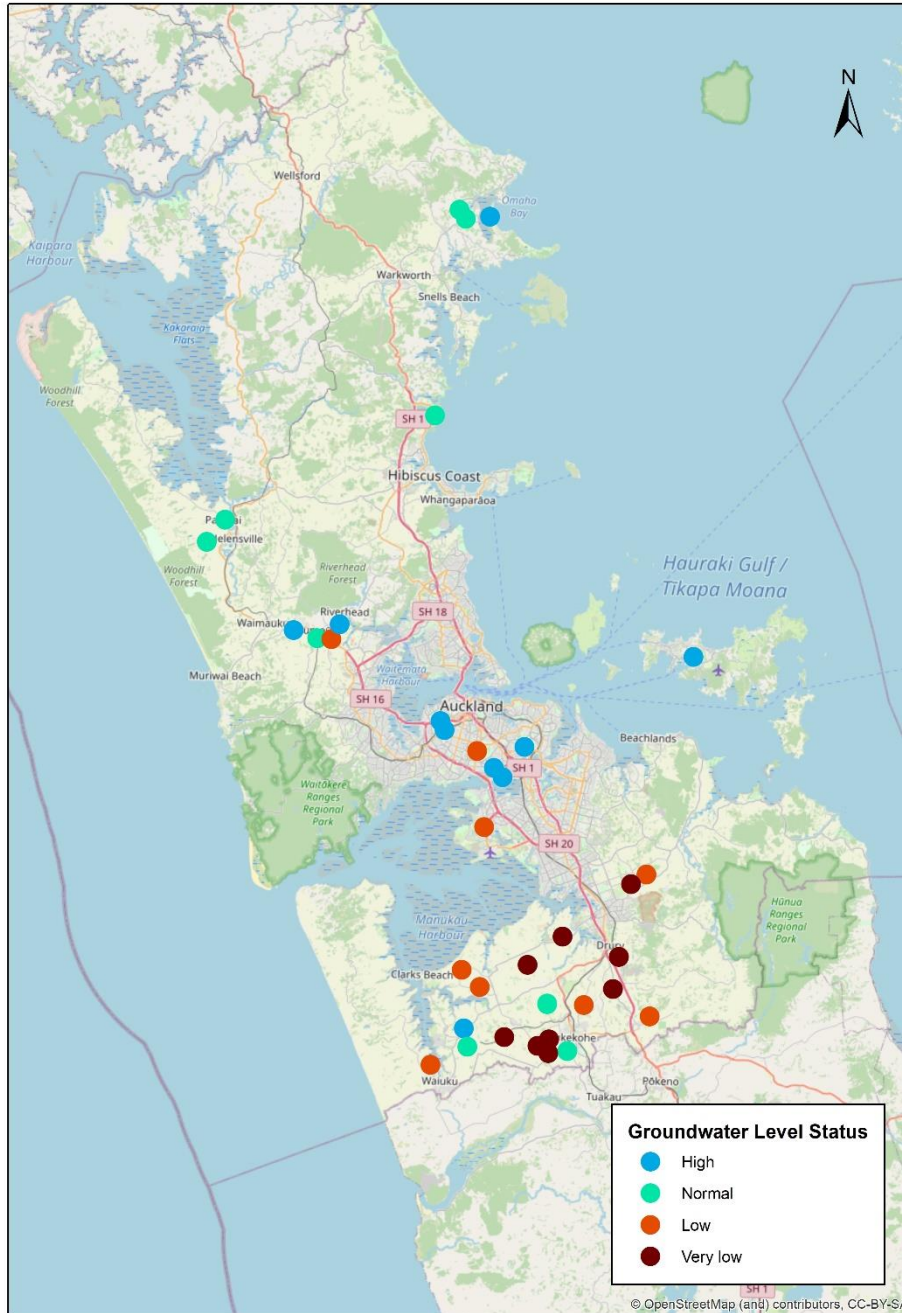 N
Wellsford
Omaha
Bay
Kaipara
Harbour
Warkworth
Snells Beach
Woodhill
Forest
SH 1
Hibiscus Coast
Whangaparāoa
Helensville
Riverhead
Forest
Woodhill
Forest
Hauraki Gulf /
Tīkapa Moana
Riverhead
SH 18
Waimauku
Muriwai Beach
Waitematā
Harbour
SH 16
Auckland
Beachlands
SH 1
Waitākere
Ranges
Regional
Park
SH 20
Hūnua
Ranges
Regional
Park
Manukau
Harbour
Drury
Clarks Beach
Waiuku
Pōkeno
Tuakau
Groundwater Level Status
High
Normal
Low
Very low
SH 1
© OpenStreetMap (and) contributors, CC-BY-SA